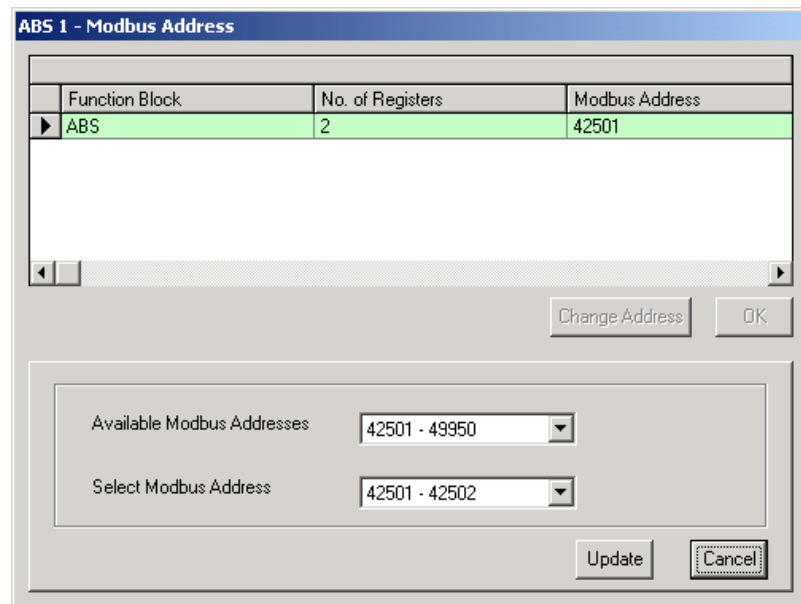 ABS 1 - Modbus Address
Function Block No. of Registers Modbus Address
ABS 2 42501
Change Address OK
Available Modbus Addresses 42501 - 49950
Select Modbus Address 42501 - 42502
Update Cancel